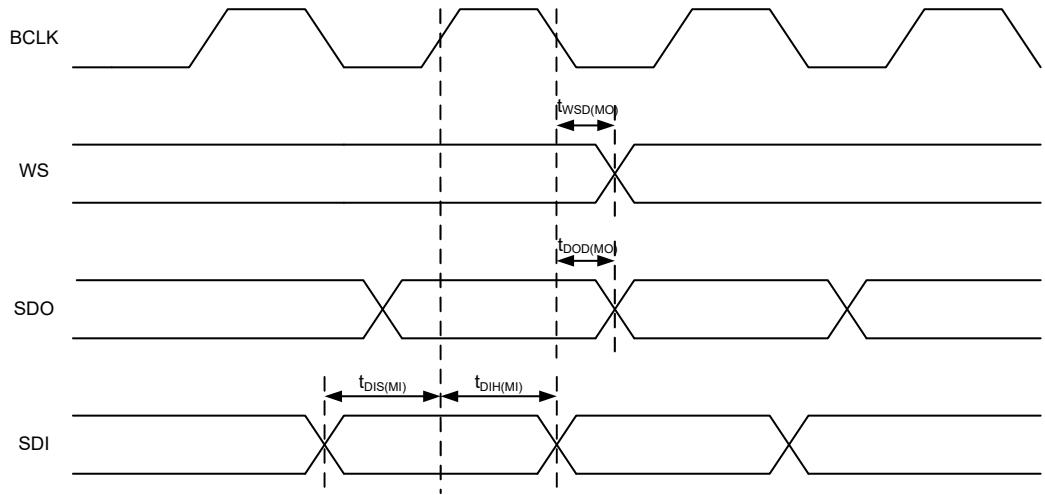 BCLK
tWSD(MO)
WS
tDOD(MO)
SDO
tDIS(MI) tDIH(MI)
SDI